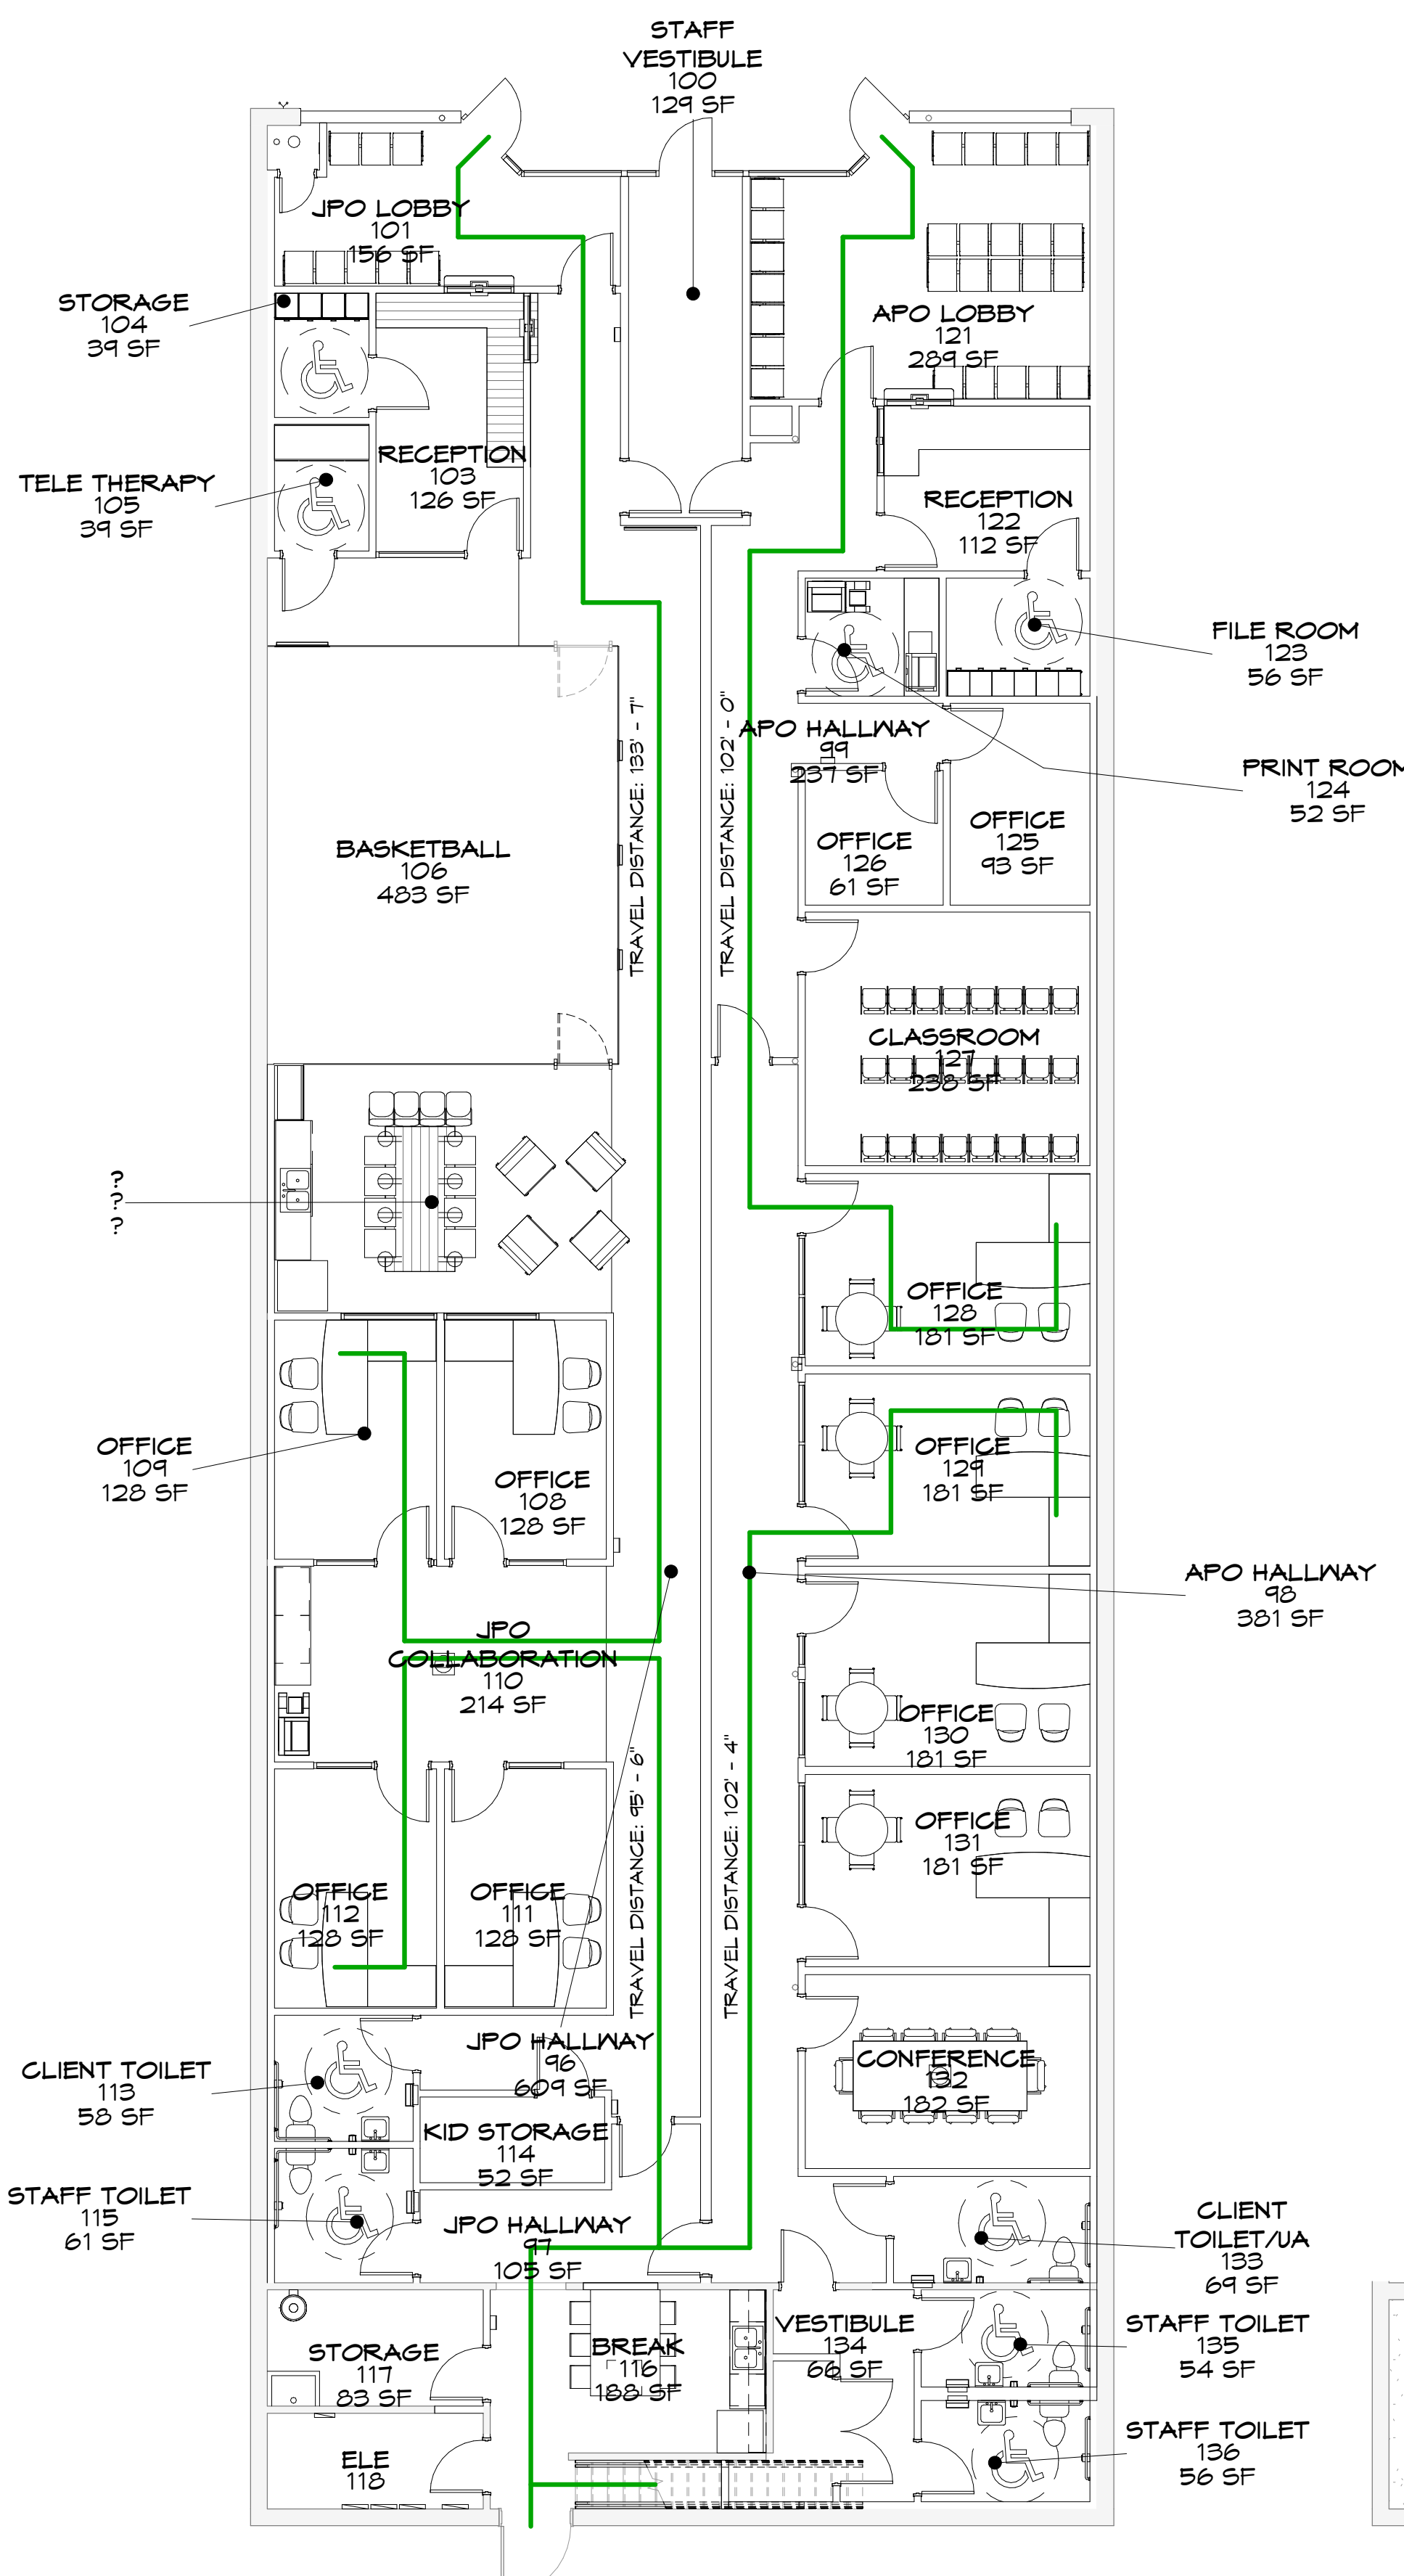 STAFF
VESTIBULE
100
129 SF
JPO LOBBY
101
156 SF
STORAGE
104
39 SF
APO LOBBY
121
289 SF
RECEPTION
103
126 SF
TELE THERAPY
105
39 SF
RECEPTION
122
112 SF
FILE ROOM
123
56 SF
TRAVEL DISTANCE: 133' - 7"
TRAVEL DISTANCE: 102' - 0"
APO HALLWAY
99
237 SF
PRINT ROOM
124
52 SF
BASKETBALL
106
483 SF
OFFICE
126
61 SF
OFFICE
125
93 SF
CLASSROOM
127
238 SF
?
?
?
OFFICE
128
181 SF
OFFICE
109
128 SF
OFFICE
108
128 SF
OFFICE
129
181 SF
APO HALLWAY
98
381 SF
JPO
COLLABORATION
110
214 SF
OFFICE
130
181 SF
TRAVEL DISTANCE: 95' - 6"
TRAVEL DISTANCE: 102' - 4"
OFFICE
131
181 SF
OFFICE
112
128 SF
OFFICE
111
128 SF
JPO HALLWAY
96
609 SF
CONFERENCE
132
182 SF
CLIENT TOILET
113
58 SF
KID STORAGE
114
52 SF
STAFF TOILET
115
61 SF
JPO HALLWAY
97
105 SF
CLIENT
TOILET/UA
133
69 SF
STORAGE
117
83 SF
BREAK
116
188 SF
VESTIBULE
134
66 SF
STAFF TOILET
135
54 SF
ELE
118
STAFF TOILET
136
56 SF